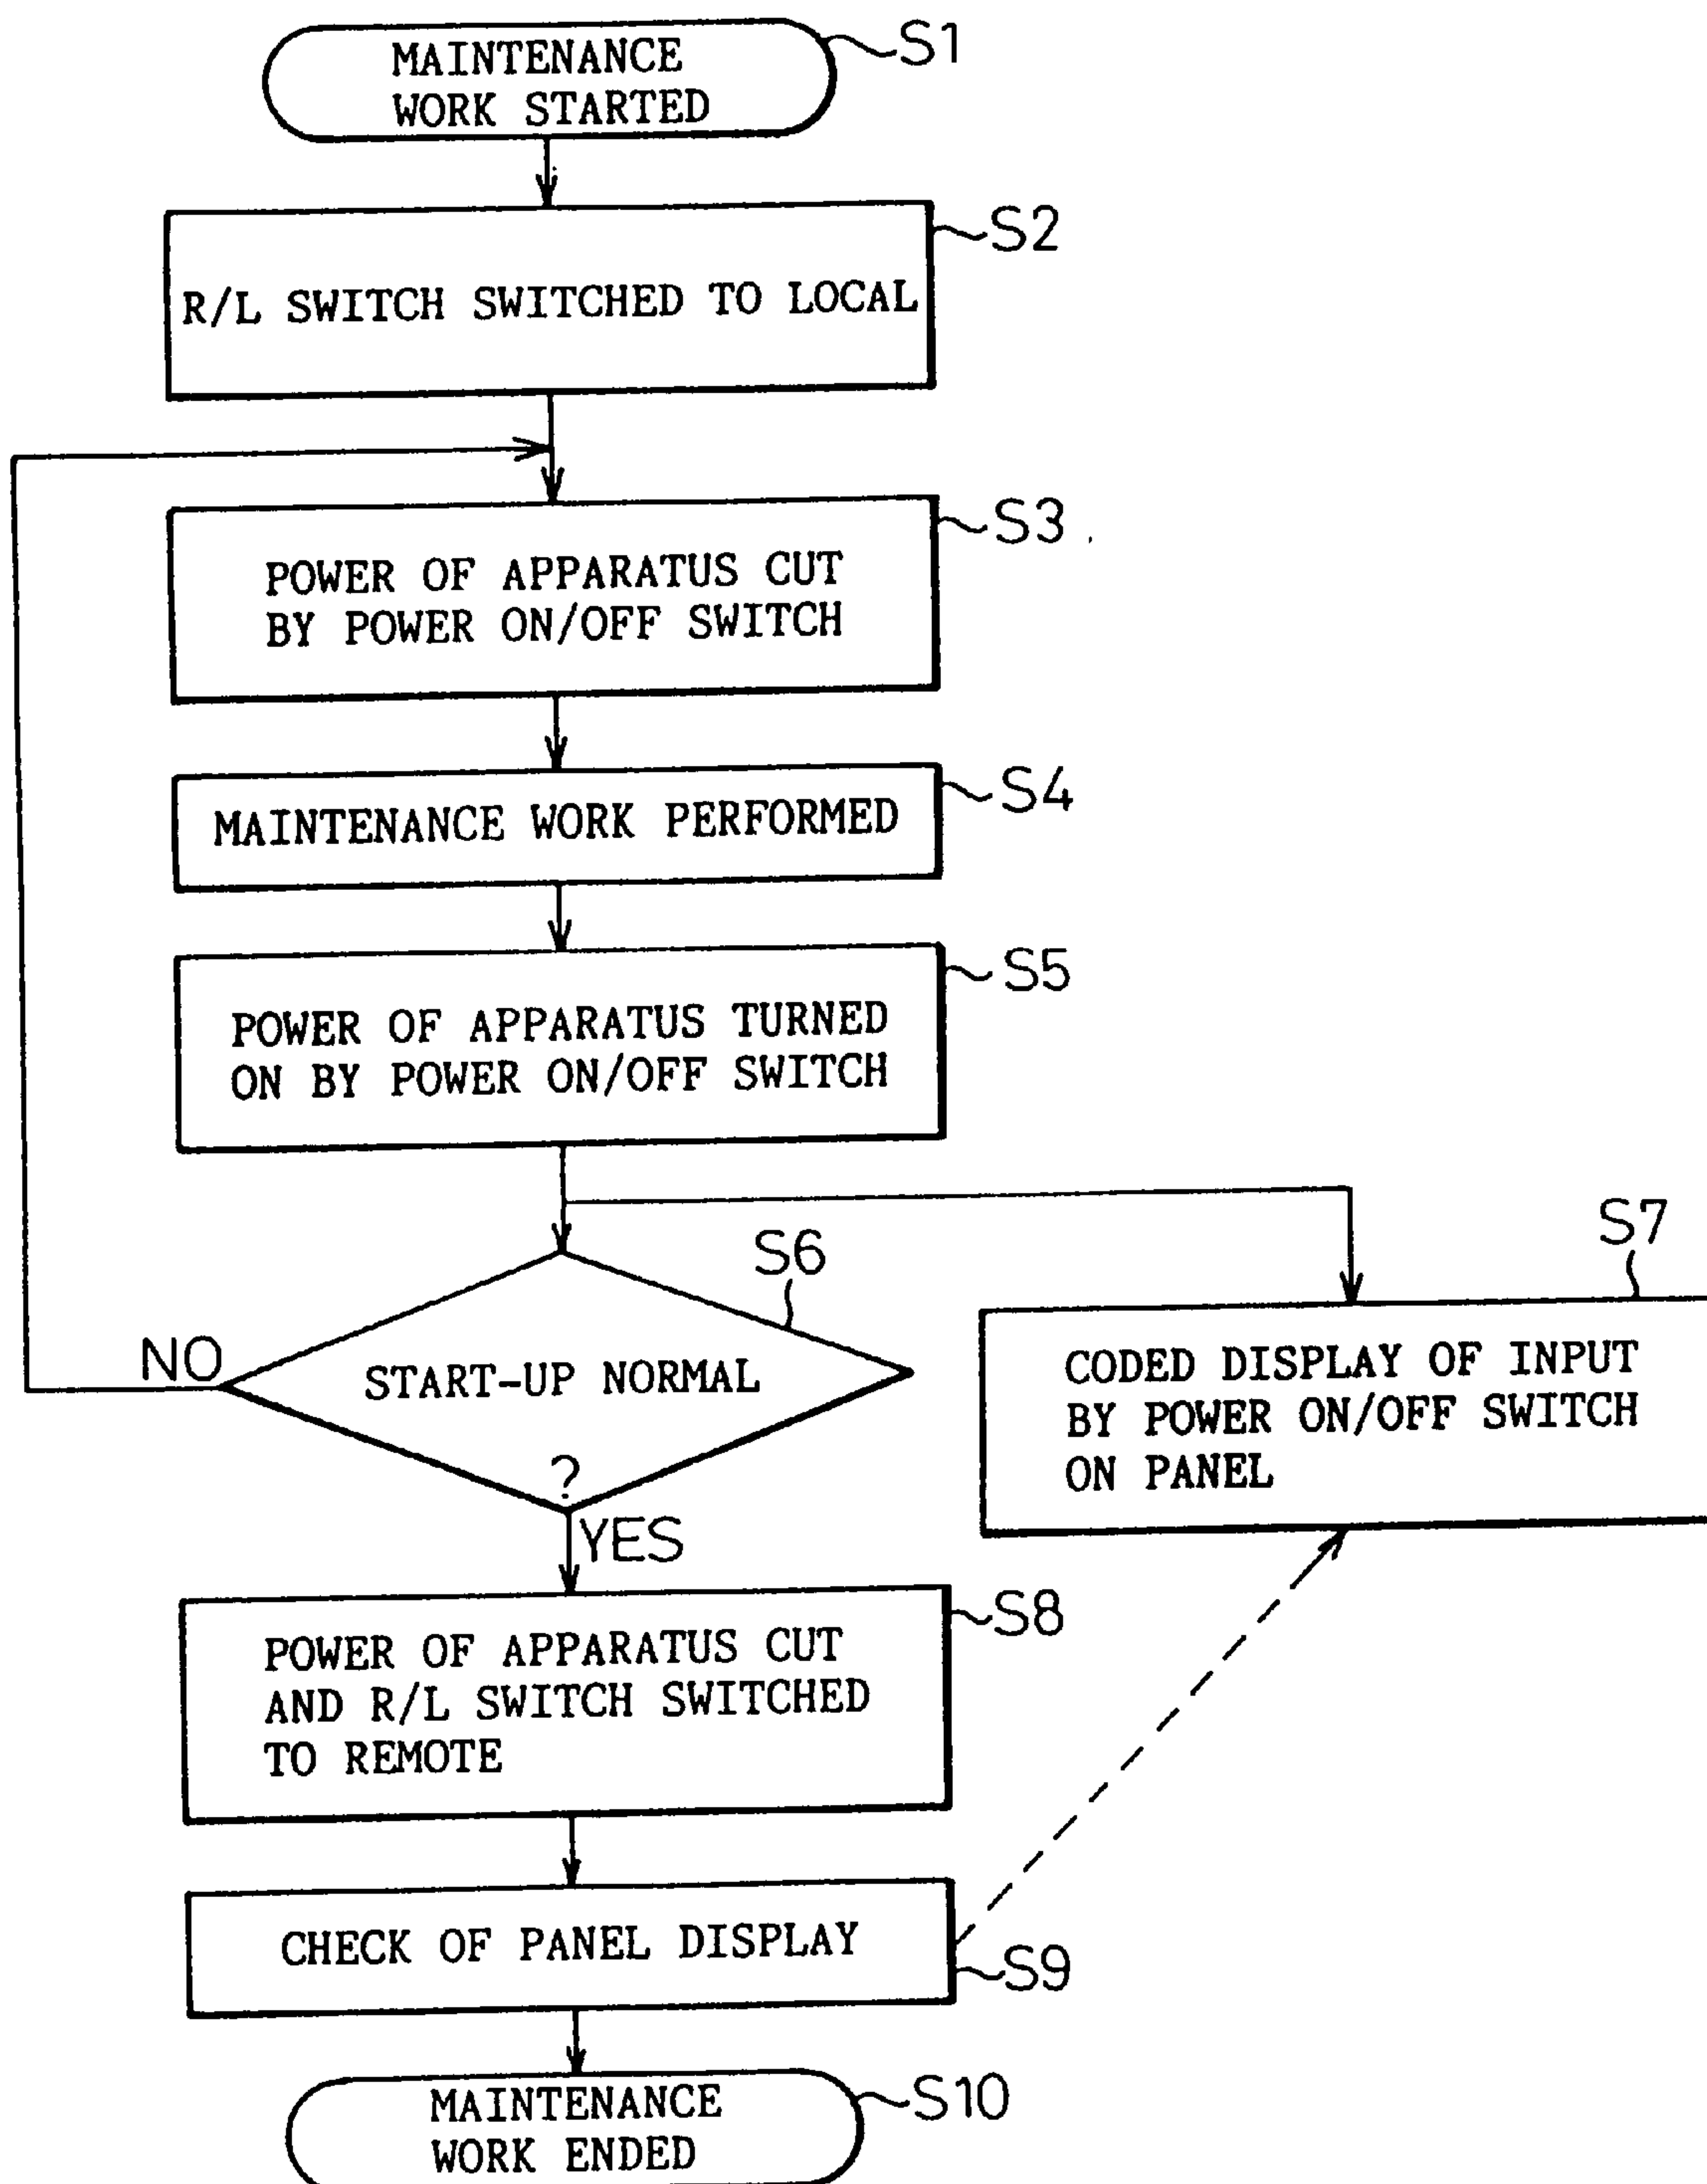 MAINTENANCE
WORK STARTED
S1
S2
R/L SWITCH SWITCHED TO LOCAL
S3
POWER OF APPARATUS CUT
BY POWER ON/OFF SWITCH
S4
MAINTENANCE WORK PERFORMED
S5
POWER OF APPARATUS TURNED
ON BY POWER ON/OFF SWITCH
S6
S7
NO
START-UP NORMAL
?
YES
CODED DISPLAY OF INPUT
BY POWER ON/OFF SWITCH
ON PANEL
S8
POWER OF APPARATUS CUT
AND R/L SWITCH SWITCHED
TO REMOTE
CHECK OF PANEL DISPLAY
S9
MAINTENANCE
WORK ENDED
S10